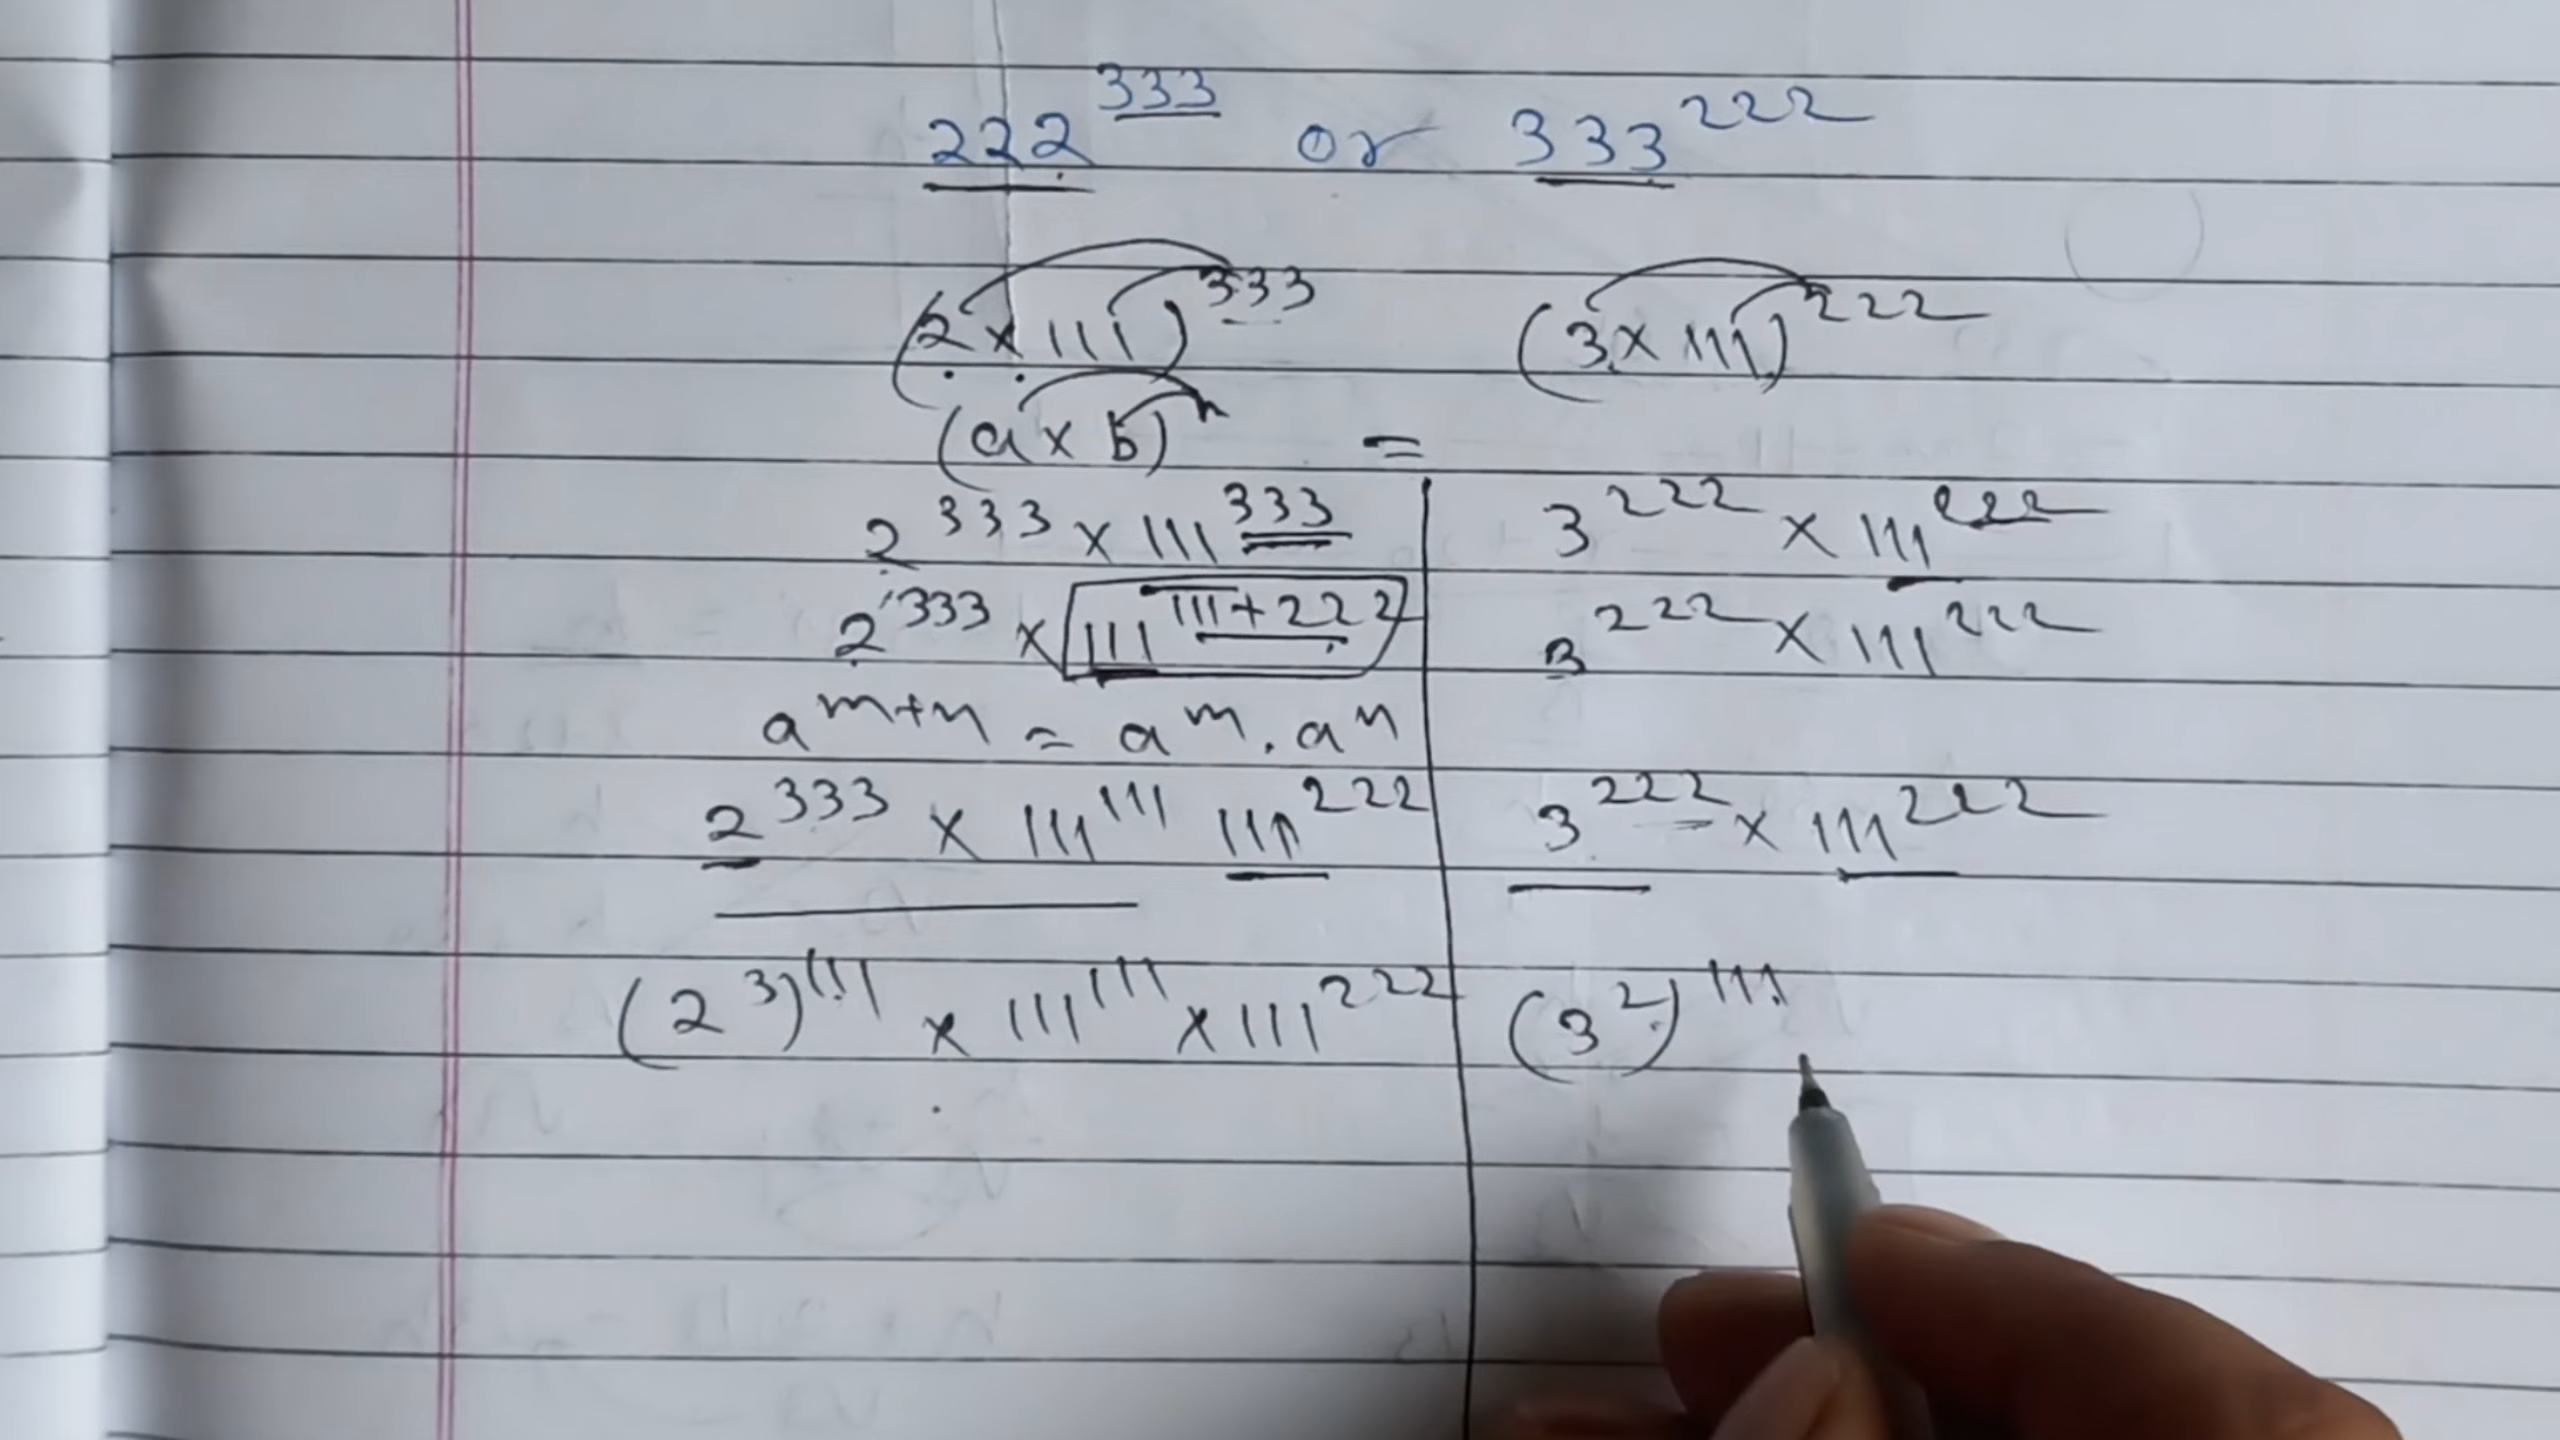 222^333 or 333^222
(2 × 111)^333 (3 × 111)^222
(a × b)^n =
2^333 × 111^333 3^222 × 111^222
2^333 × 111^111+222 3^222 × 111^222
a^m+n = a^m . a^n
2^333 × 111^111 111^222 3^222 × 111^222
(2^3)^111 × 111^111 × 111^222 (3^2)^111